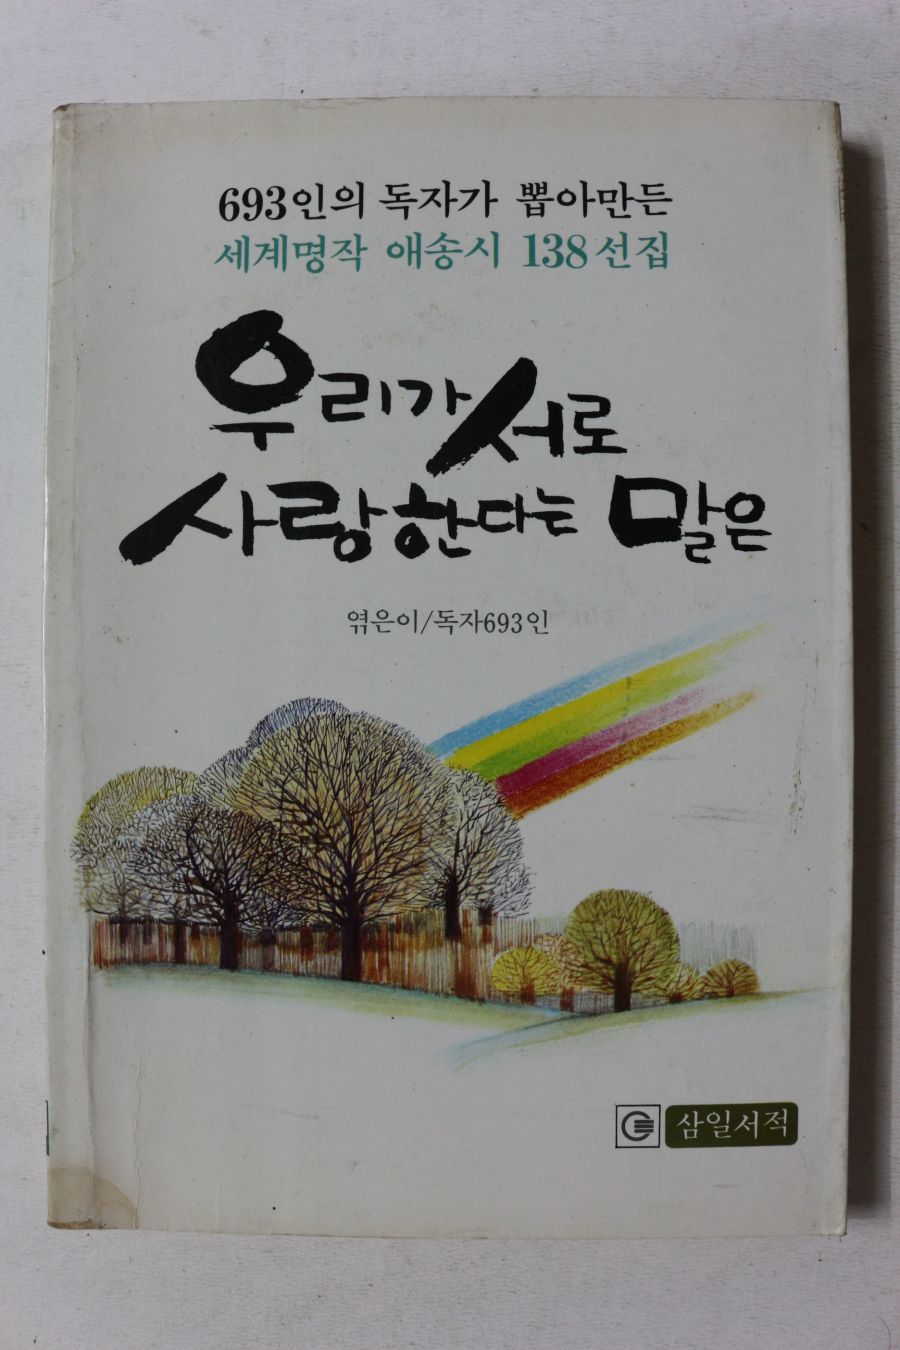 693인의 독자가 뽑아만든
세계명작 애송시 138선집
우리가 서로
사랑한다는 말은
엮은이/독자693인
삼일서적